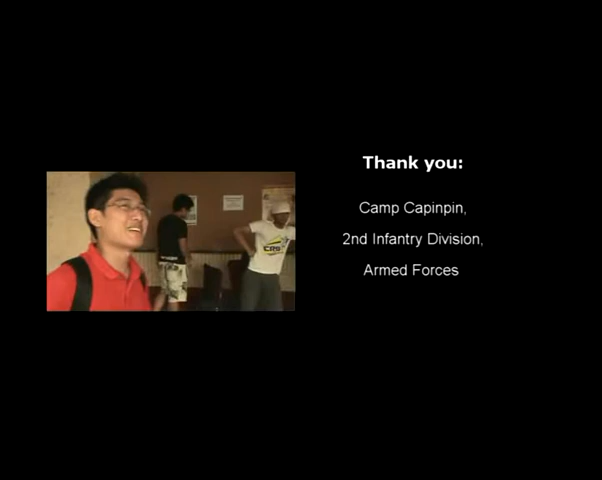 Thank you:
Camp Capinpin,
2nd Infantry Division,
Armed Forces